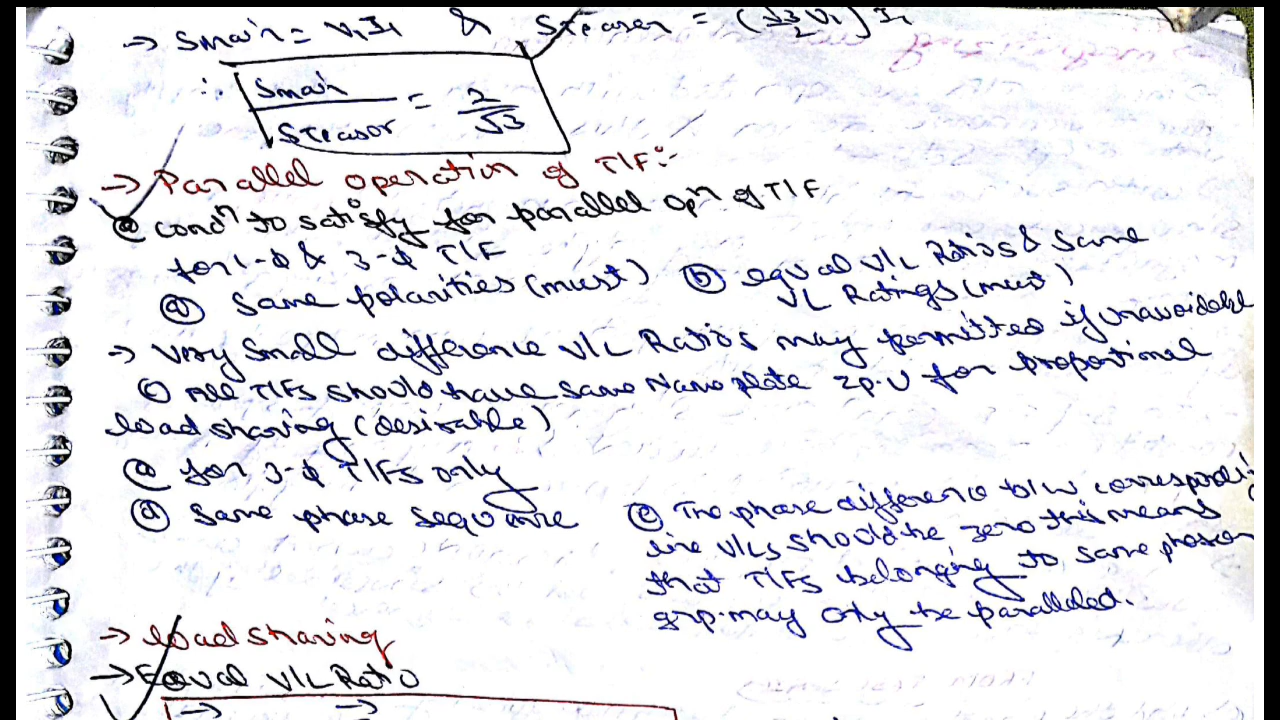 → Smain = V₁I₁ & Steaser = (√3/2 V₁) I₁
∴ Smain/Steasor = 2/√3
→ Parallel operation of T/F:-
@ condⁿ to satisfy for parallel opⁿ of T/F
for 1-ϕ & 3-ϕ T/F
ⓐ Same polarities (must) ⓑ equal V/L Ratios & Same
V/L Ratings (must)
→ Very Small difference V/L Ratios may permitted if unavoidable
ⓒ All T/Fs should have same Name plate Zp.u for proportional
load sharing (desirable)
@ for 3-ϕ T/Fs only
ⓓ Same phase sequence
ⓔ The phase difference b/w correspondi
line V/Ls should be zero this means
that T/Fs belonging to same phasor
grp. may only be paralleled.
→ load sharing
→ Equal V/L Ratio